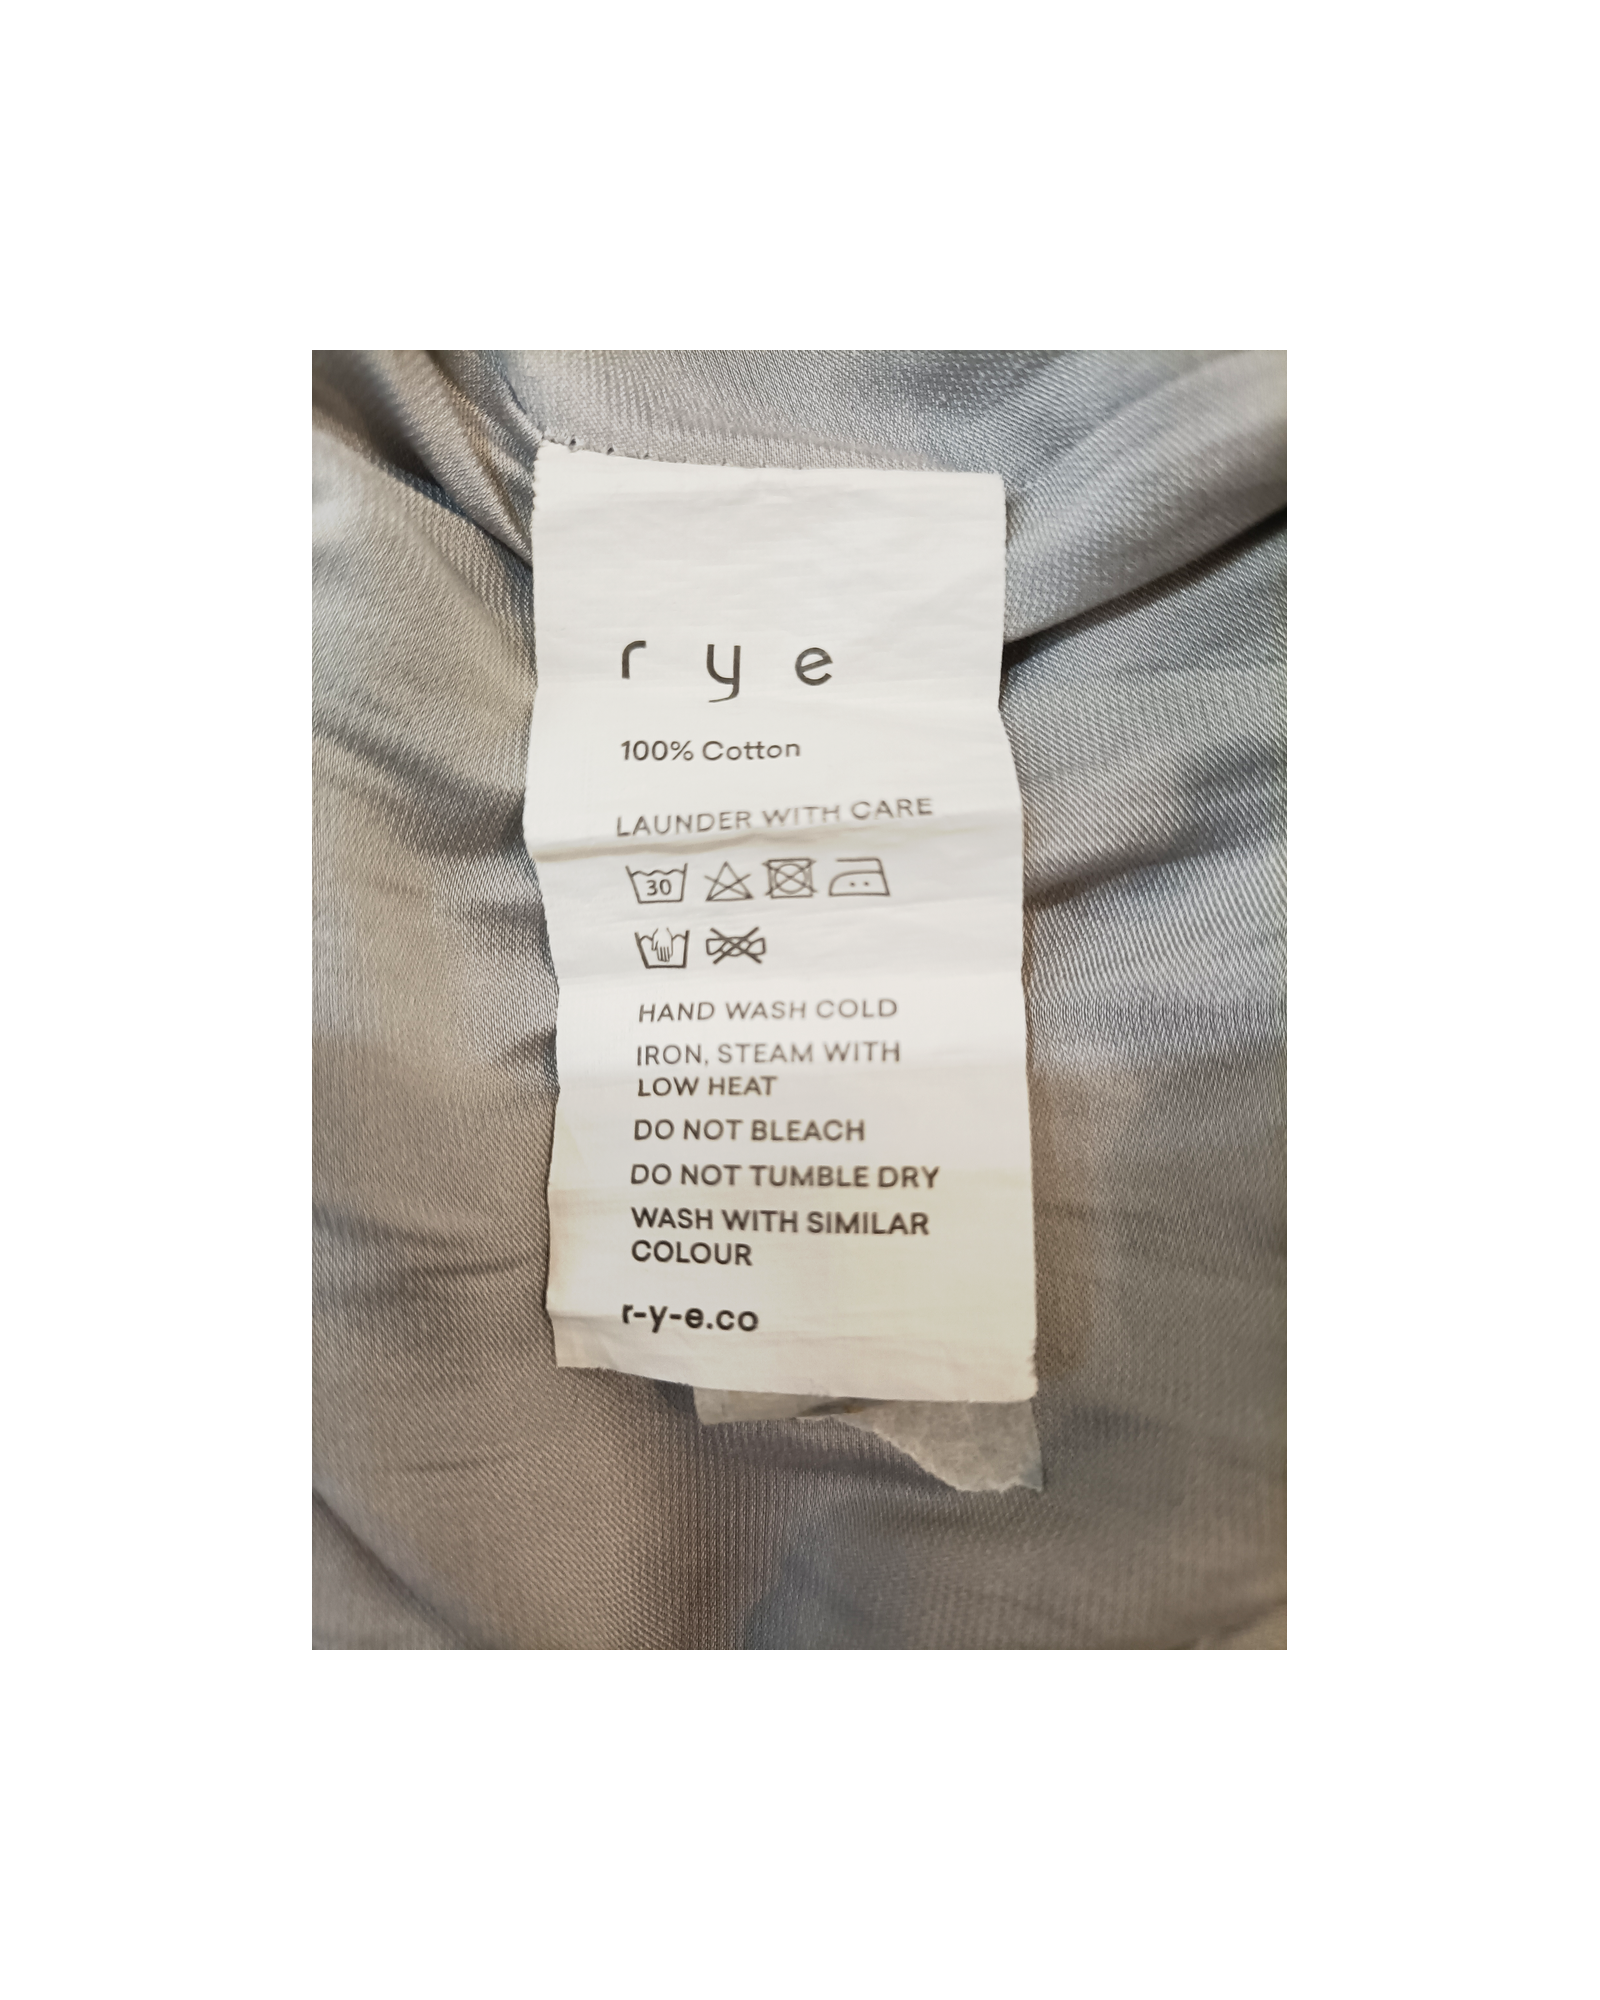 rye
100% Cotton
LAUNDER WITH CARE
30
HAND WASH COLD
IRON, STEAM WITH
LOW HEAT
DO NOT BLEACH
DO NOT TUMBLE DRY
WASH WITH SIMILAR
COLOUR
r-y-e.co